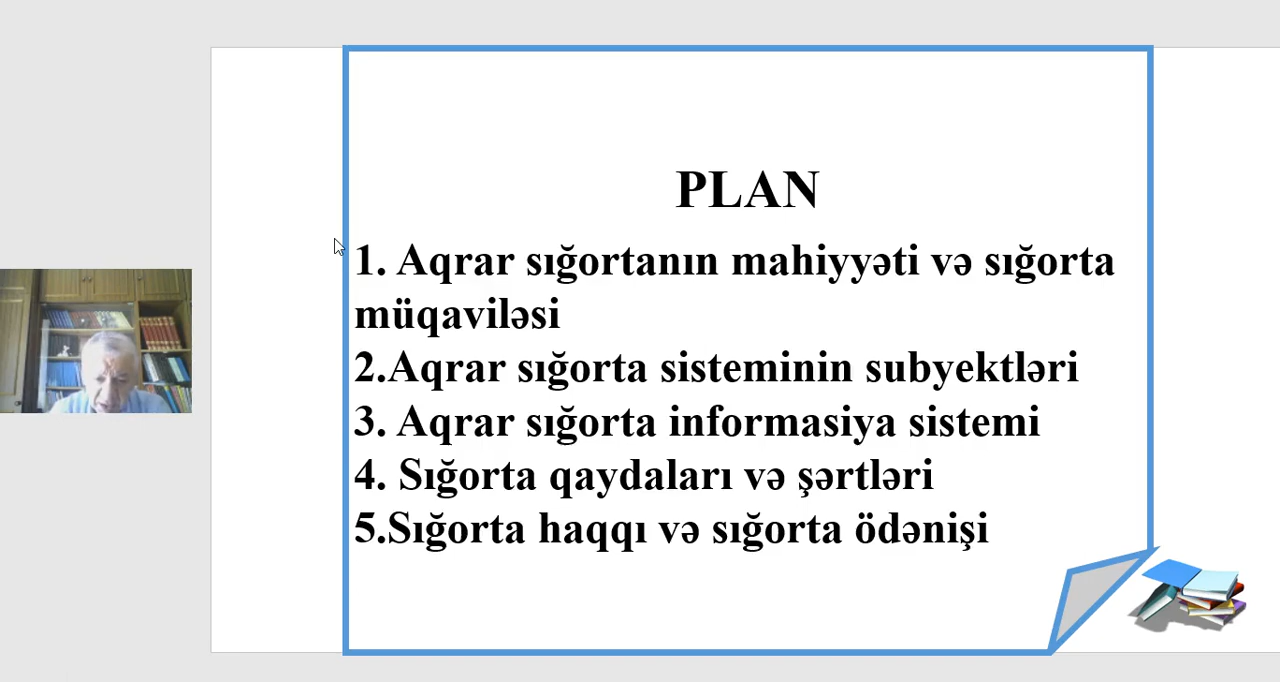 PLAN
1. Aqrar sığortanın mahiyyəti və sığorta
müqaviləsi
2.Aqrar sığorta sisteminin subyektləri
3. Aqrar sığorta informasiya sistemi
4. Sığorta qaydaları və şərtləri
5.Sığorta haqqı və sığorta ödənişi